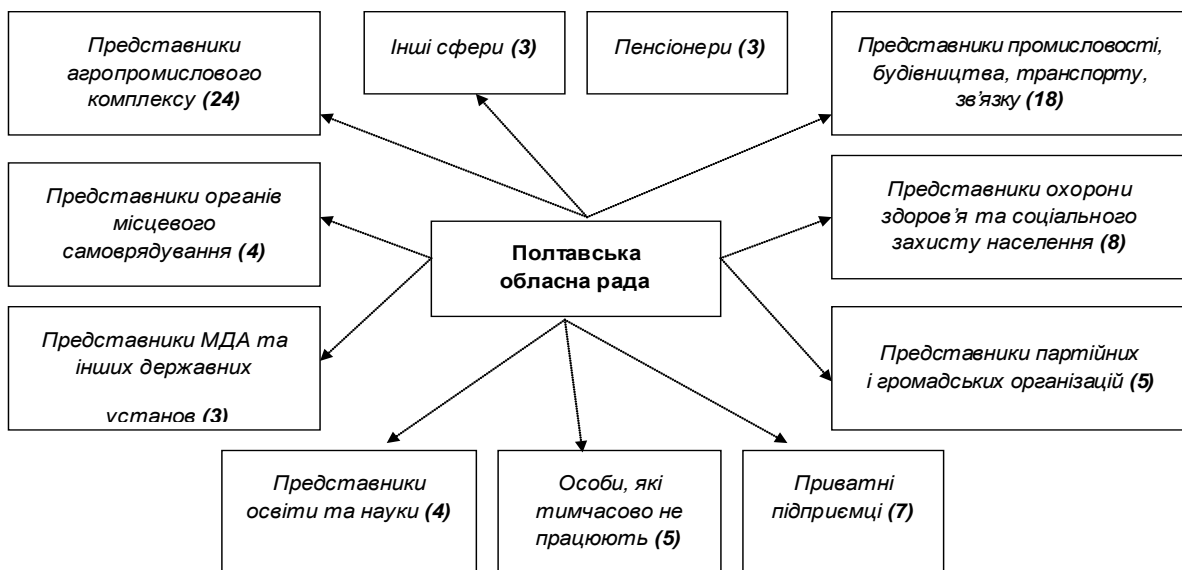 Представники
агропромислового
комплексу (24)
Інші сфери (3)
Пенсіонери (3)
Представники промисловості,
будівництва, транспорту,
зв’язку (18)
Представники органів
місцевого
самоврядування (4)
Полтавська
обласна рада
Представники охорони
здоров’я та соціального
захисту населення (8)
Представники МДА та
інших державних
установ (3)
Представники партійних
і громадських організацій (5)
Представники
освіти та науки (4)
Особи, які
тимчасово не
працюють (5)
Приватні
підприємці (7)